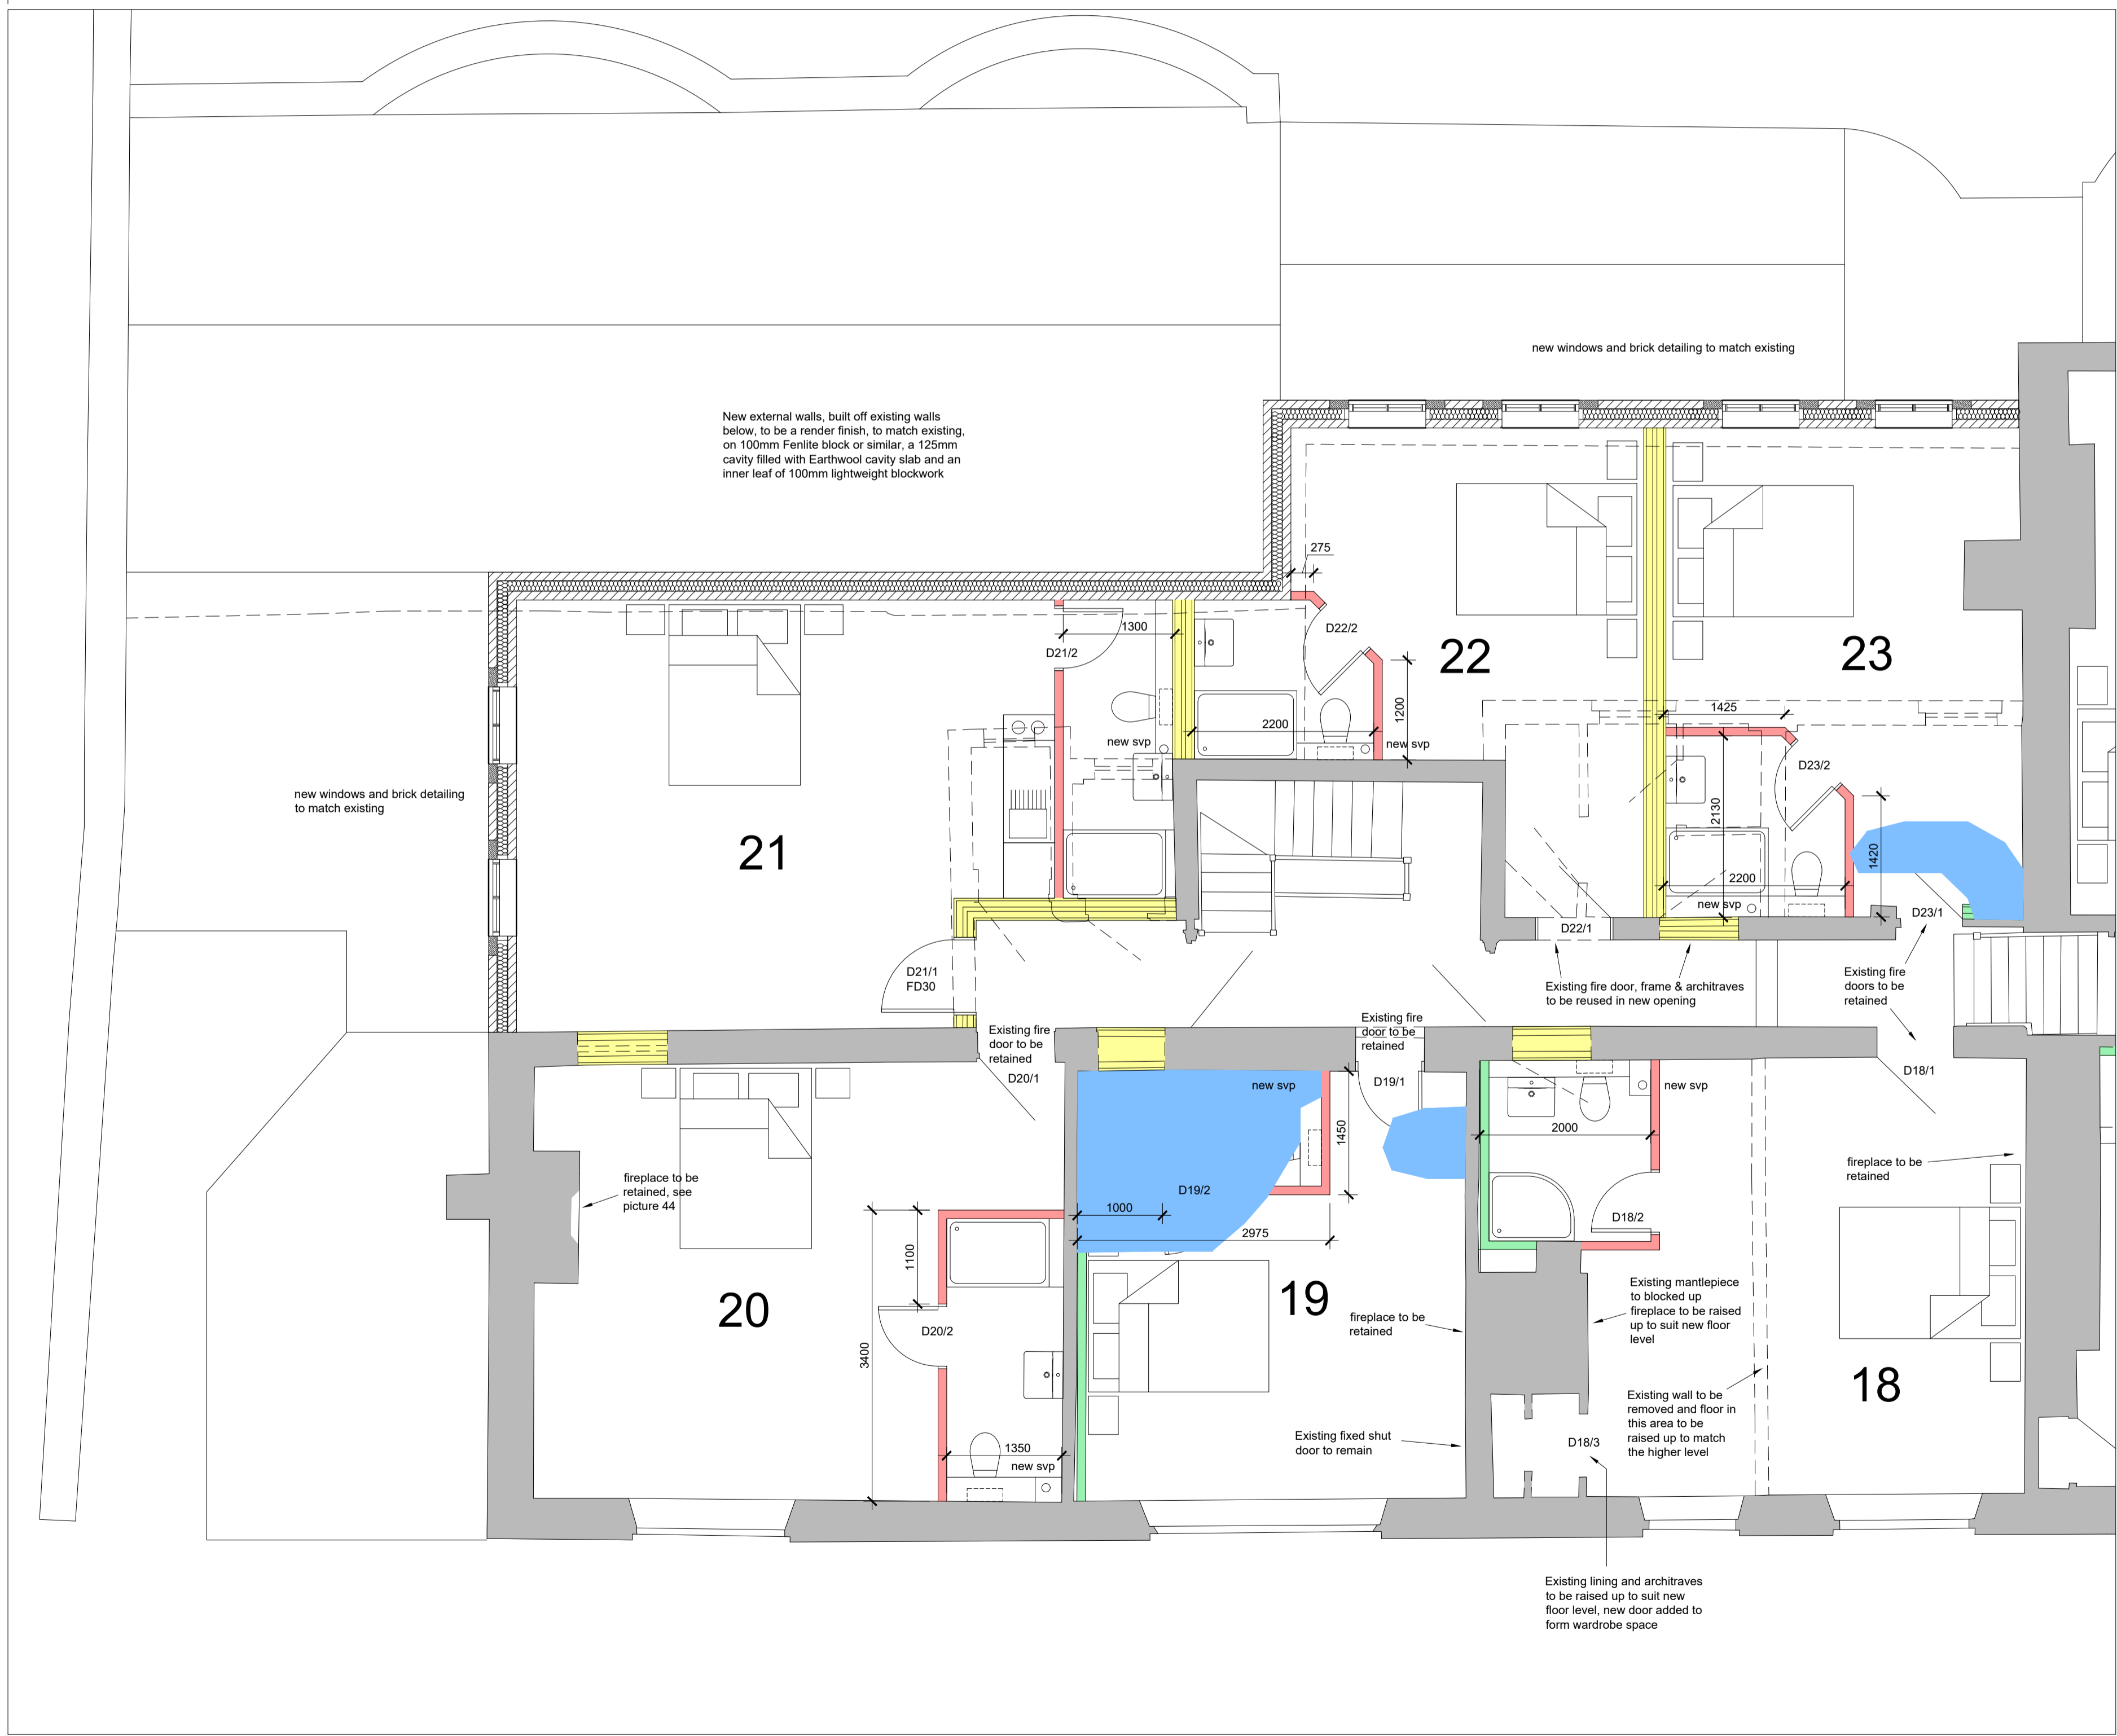 new windows and brick detailing to match existing
New external walls, built off existing walls
below, to be a render finish, to match existing,
on 100mm Fenlite block or similar, a 125mm
cavity filled with Earthwool cavity slab and an
inner leaf of 100mm lightweight blockwork
275
1300
D21/2
D22/2
22
23
1200
2200
new svp
new svp
1425
D23/2
2130
new windows and brick detailing
to match existing
21
1420
2200
new svp
D23/1
D22/1
D21/1
FD30
Existing fire door, frame & architraves
to be reused in new opening
Existing fire
doors to be
retained
Existing fire
door to be
retained
D20/1
Existing fire
door to be
retained
D19/1
new svp
new svp
D18/1
1450
2000
fireplace to be
retained, see
picture 44
D19/2
fireplace to be
retained
1000
2975
D18/2
1100
20
19
D20/2
3400
fireplace to be
retained
Existing mantlepiece
to blocked up
fireplace to be raised
up to suit new floor
level
18
Existing wall to be
removed and floor in
this area to be
raised up to match
the higher level
Existing fixed shut
door to remain
D18/3
1350
new svp
Existing lining and architraves
to be raised up to suit new
floor level, new door added to
form wardrobe space